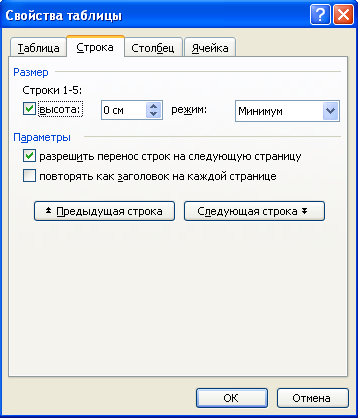 Свойства таблицы
Таблица Строка Столбец Ячейка
Размер
Строки 1-5:
высота: 0 см режим: Минимум
Параметры
разрешить перенос строк на следующую страницу
повторять как заголовок на каждой странице
Предыдущая строка Следующая строка
ОК Отмена